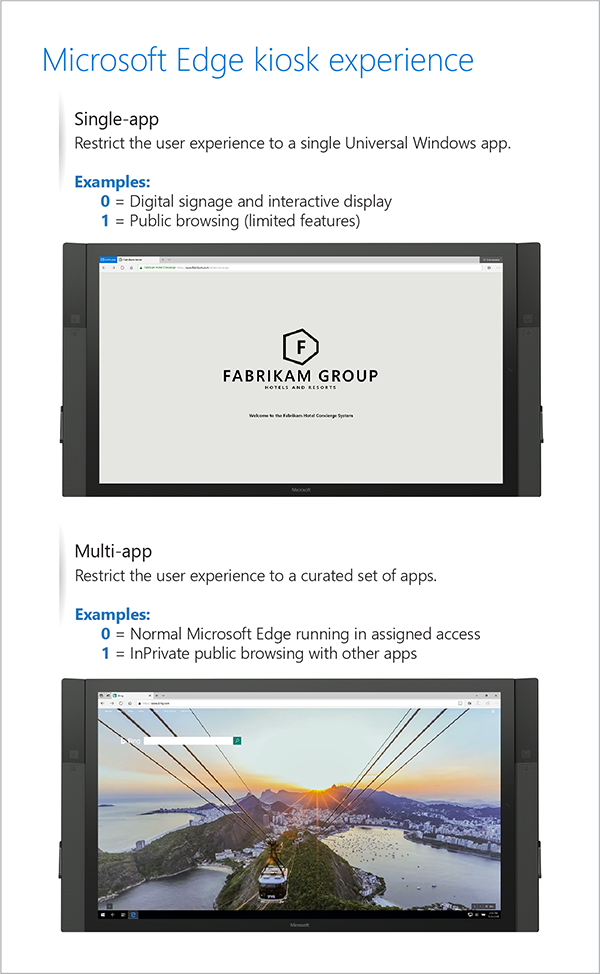 Microsoft Edge kiosk experience
Single-app
Restrict the user experience to a single Universal Windows app.
Examples:
0 = Digital signage and interactive display
1 = Public browsing (limited features)
F
FABRIKAM GROUP
HOTELS AND RESORTS
Welcome to the Fabrikam Hotel Concierge System
Microsoft
Multi-app
Restrict the user experience to a curated set of apps.
Examples:
0 = Normal Microsoft Edge running in assigned access
1 = InPrivate public browsing with other apps
Bing
Bing
Microsoft